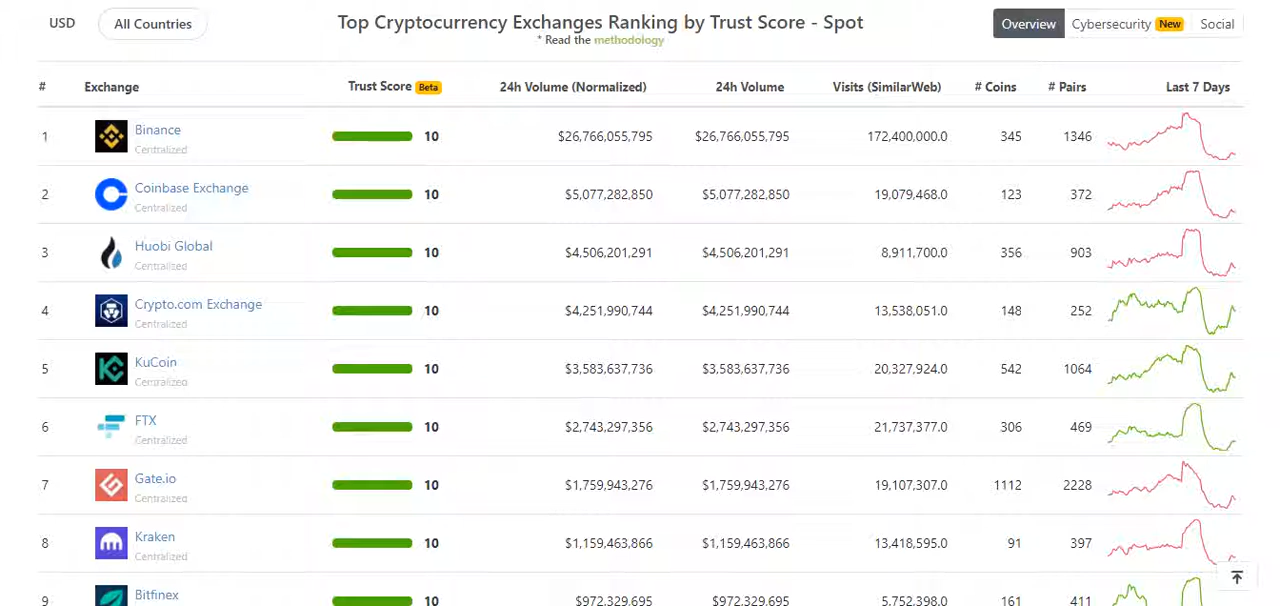 USD All Countries Top Cryptocurrency Exchanges Ranking by Trust Score - Spot Overview Cybersecurity New Social
* Read the methodology
# Exchange Trust Score Beta 24h Volume (Normalized) 24h Volume Visits (SimilarWeb) # Coins # Pairs Last 7 Days
1 Binance 10 $26,766,055,795 $26,766,055,795 172,400,000.0 345 1346
Centralized
2 Coinbase Exchange 10 $5,077,282,850 $5,077,282,850 19,079,468.0 123 372
Centralized
3 Huobi Global 10 $4,506,201,291 $4,506,201,291 8,911,700.0 356 903
Centralized
4 Crypto.com Exchange 10 $4,251,990,744 $4,251,990,744 13,538,051.0 148 252
Centralized
5 KuCoin 10 $3,583,637,736 $3,583,637,736 20,327,924.0 542 1064
Centralized
6 FTX 10 $2,743,297,356 $2,743,297,356 21,737,377.0 306 469
Centralized
7 Gate.io 10 $1,759,943,276 $1,759,943,276 19,107,307.0 1112 2228
Centralized
8 Kraken 10 $1,159,463,866 $1,159,463,866 13,418,595.0 91 397
Centralized
9 Bitfinex 10 $972,329,695 $972,329,695 5,752,398.0 161 411